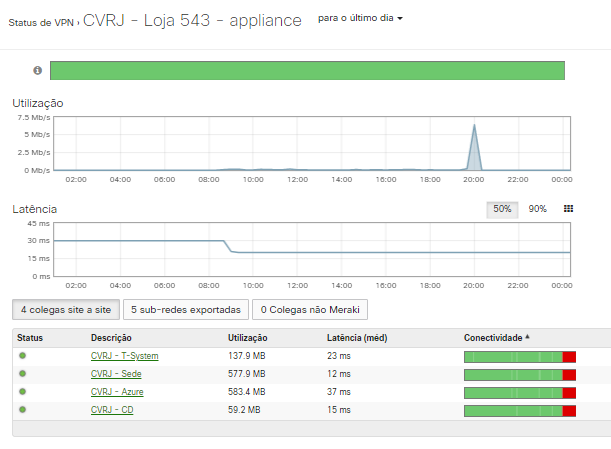 Status de VPN › CVRJ - Loja 543 - appliance para o último dia
Utilização
7.5 Mb/s
5 Mb/s
2.5 Mb/s
0 Mb/s
02:00 04:00 06:00 08:00 10:00 12:00 14:00 16:00 18:00 20:00 22:00 00:00
Latência 50% 90%
45 ms
30 ms
15 ms
0 ms
02:00 04:00 06:00 08:00 10:00 12:00 14:00 16:00 18:00 20:00 22:00 00:00
4 colegas site a site 5 sub-redes exportadas 0 Colegas não Meraki
Status Descrição Utilização Latência (méd) Conectividade
CVRJ - T-System 137.9 MB 23 ms
CVRJ - Sede 577.9 MB 12 ms
CVRJ - Azure 583.4 MB 37 ms
CVRJ - CD 59.2 MB 15 ms